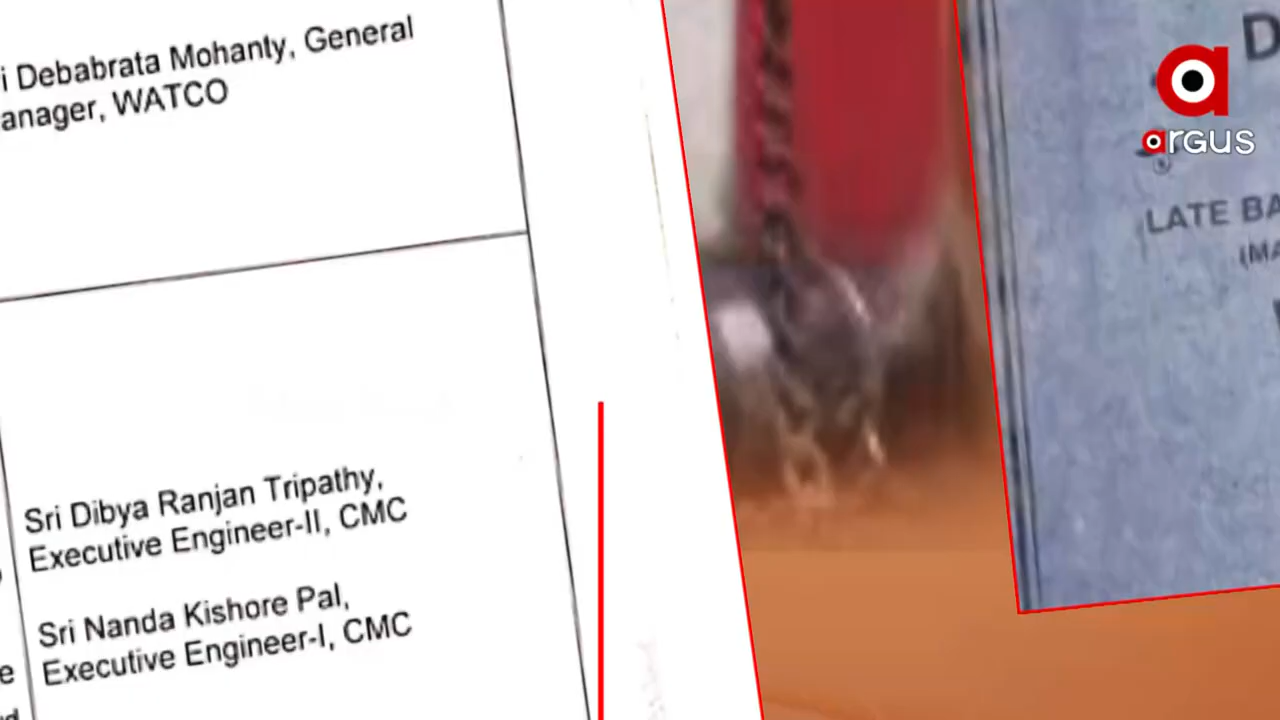 i Debabrata Mohanty, General
anager, WATCO
Sri Dibya Ranjan Tripathy,
Executive Engineer-II, CMC
Sri Nanda Kishore Pal,
Executive Engineer-I, CMC
e
D
argus
LATE BA
(MA